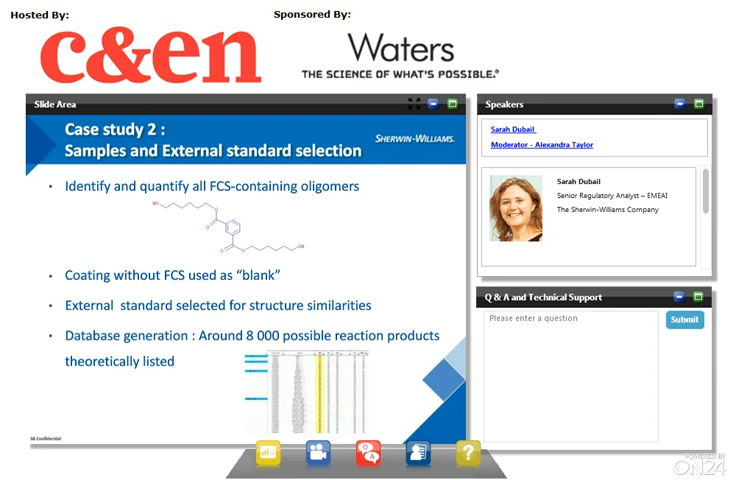 Hosted By:
Sponsored By:
c&en
Waters
THE SCIENCE OF WHAT'S POSSIBLE.®
Slide Area
Case study 2 :
Samples and External standard selection
SHERWIN-WILLIAMS.
• Identify and quantify all FCS-containing oligomers
HO
O
O
O
O
OH
• Coating without FCS used as “blank”
• External standard selected for structure similarities
• Database generation : Around 8 000 possible reaction products
theoretically listed
Confidential
Speakers
Sarah Dubail
Moderator - Alexandra Taylor
Sarah Dubail
Senior Regulatory Analyst – EMEAI
The Sherwin-Williams Company
Q & A and Technical Support
Please enter a question
Submit
Q
A
?
POWERED BY
ON24